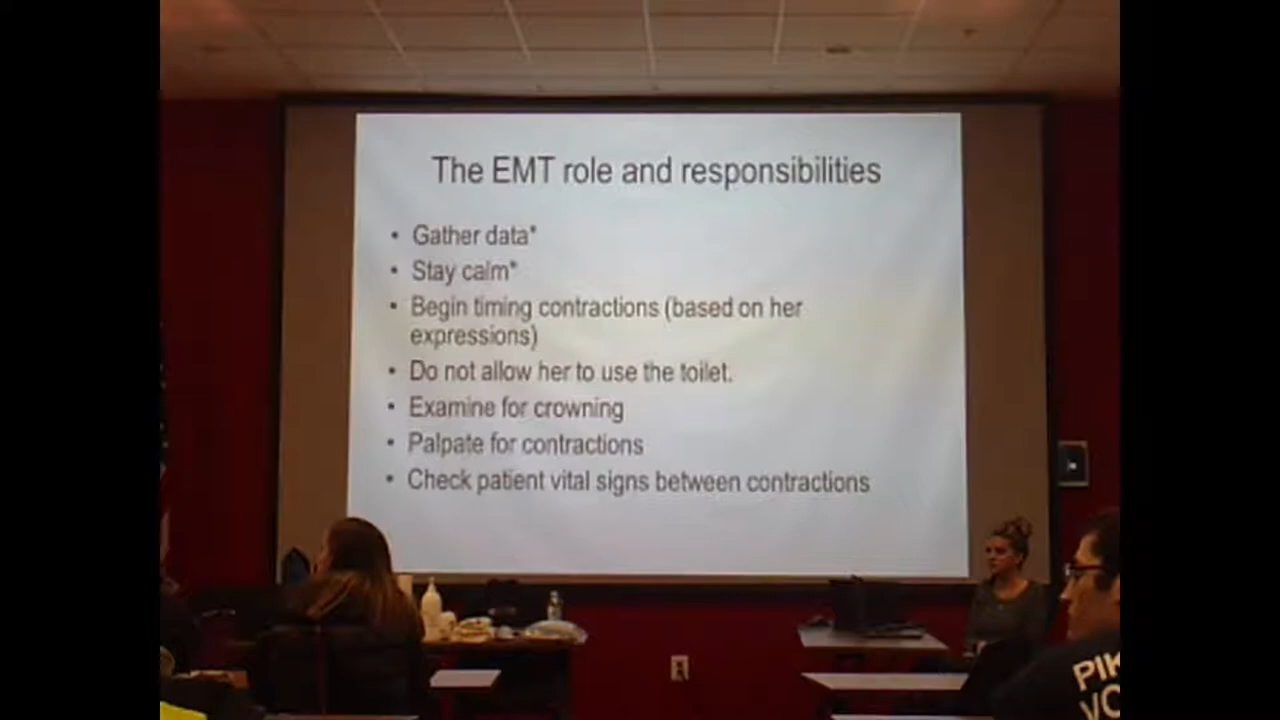 The EMT role and responsibilities
• Gather data*
• Stay calm*
• Begin timing contractions (based on her
expressions)
• Do not allow her to use the toilet.
• Examine for crowning
• Palpate for contractions
• Check patient vital signs between contractions